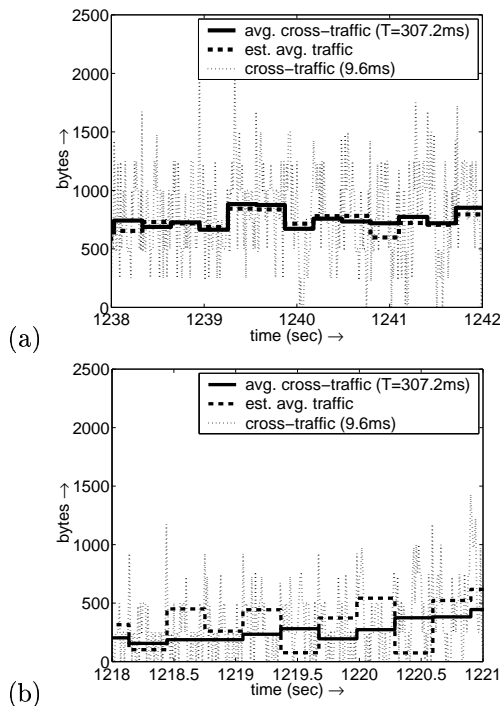 2500
avg. cross-traffic (T=307.2ms)
est. avg. traffic
cross-traffic (9.6ms)
2000
1500
bytes →
1000
500
0
1238 1239 1240 1241 1242
time (sec) →
(a)
2500
avg. cross-traffic (T=307.2ms)
est. avg. traffic
cross-traffic (9.6ms)
2000
1500
bytes →
1000
500
0
1218 1218.5 1219 1219.5 1220 1220.5 1221
time (sec) →
(b)